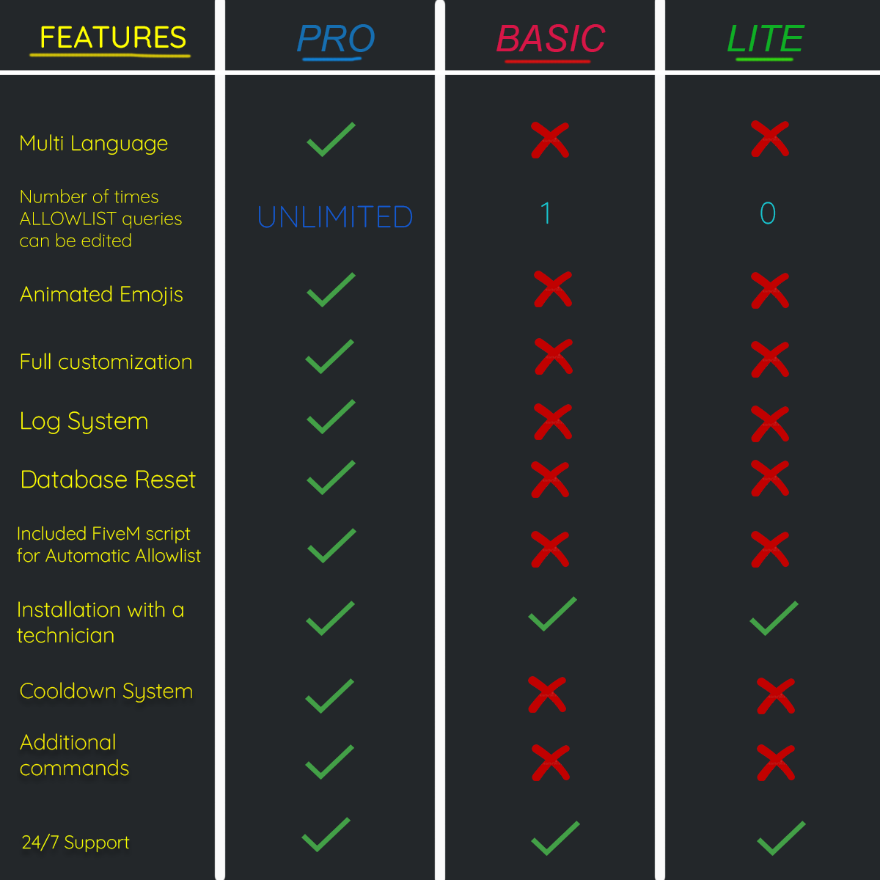 FEATURES PRO BASIC LITE
Multi Language
Number of times
ALLOWLIST queries
can be edited
UNLIMITED 1 0
Animated Emojis
Full customization
Log System
Database Reset
Included FiveM script
for Automatic Allowlist
Installation with a
technician
Cooldown System
Additional
commands
24/7 Support